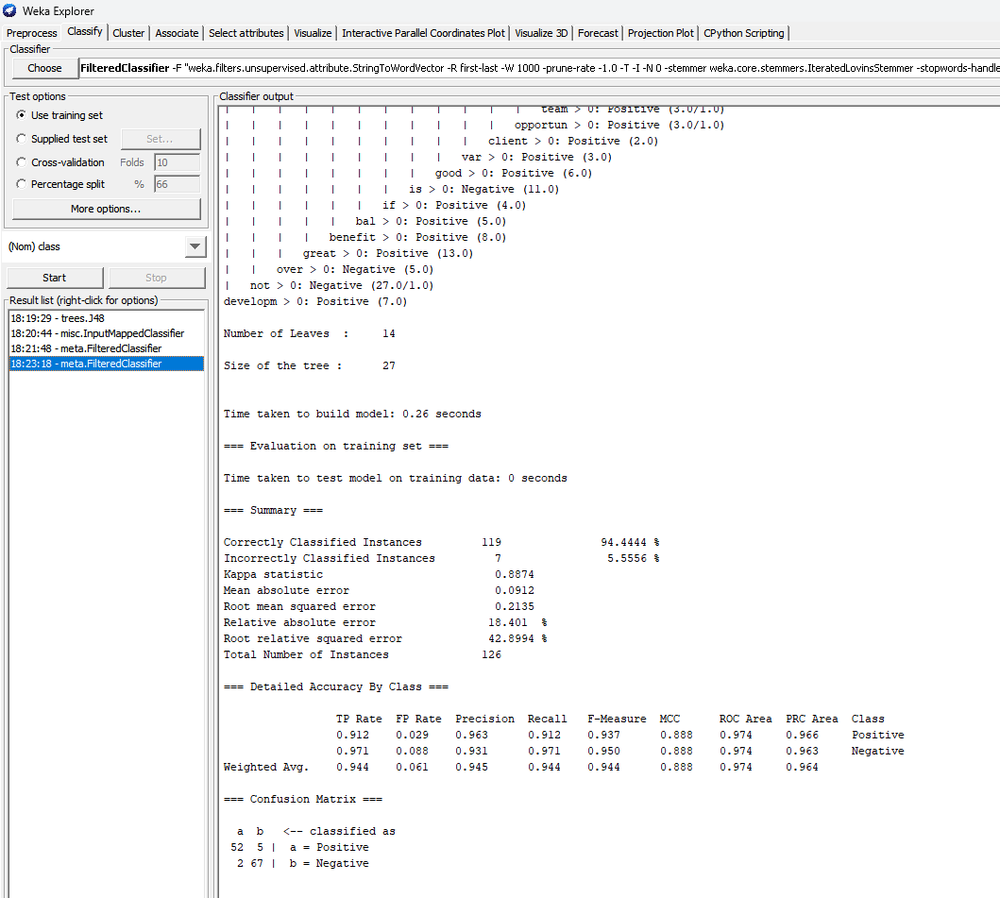 Weka Explorer
Preprocess Classify Cluster Associate Select attributes Visualize Interactive Parallel Coordinates Plot Visualize 3D Forecast Projection Plot CPython Scripting
Classifier
Choose FilteredClassifier -F "weka.filters.unsupervised.attribute.StringToWordVector -R first-last -W 1000 -prune-rate -1.0 -T -I -N 0 -stemmer weka.core.stemmers.IteratedLovinsStemmer -stopwords-handle
Test options
Use training set
Supplied test set Set...
Cross-validation Folds 10
Percentage split % 66
More options...
(Nom) class
Start Stop
Result list (right-click for options)
18:19:29 - trees.J48
18:20:44 - misc.InputMappedClassifier
18:21:48 - meta.FilteredClassifier
18:23:18 - meta.FilteredClassifier
Classifier output
| | | | | | | | | | | | team > 0: Positive (3.0/1.0)
| | | | | | | | | | | opportun > 0: Positive (3.0/1.0)
| | | | | | | | | | client > 0: Positive (2.0)
| | | | | | | | | var > 0: Positive (3.0)
| | | | | | | | good > 0: Positive (6.0)
| | | | | | | is > 0: Negative (11.0)
| | | | | | if > 0: Positive (4.0)
| | | | | bal > 0: Positive (5.0)
| | | | benefit > 0: Positive (8.0)
| | | great > 0: Positive (13.0)
| | over > 0: Negative (5.0)
| not > 0: Negative (27.0/1.0)
developm > 0: Positive (7.0)
Number of Leaves : 14
Size of the tree : 27
Time taken to build model: 0.26 seconds
=== Evaluation on training set ===
Time taken to test model on training data: 0 seconds
=== Summary ===
Correctly Classified Instances 119 94.4444 %
Incorrectly Classified Instances 7 5.5556 %
Kappa statistic 0.8874
Mean absolute error 0.0912
Root mean squared error 0.2135
Relative absolute error 18.401 %
Root relative squared error 42.8994 %
Total Number of Instances 126
=== Detailed Accuracy By Class ===
TP Rate FP Rate Precision Recall F-Measure MCC ROC Area PRC Area Class
0.912 0.029 0.963 0.912 0.937 0.888 0.974 0.966 Positive
0.971 0.088 0.931 0.971 0.950 0.888 0.974 0.963 Negative
Weighted Avg. 0.944 0.061 0.945 0.944 0.944 0.888 0.974 0.964
=== Confusion Matrix ===
a b <-- classified as
52 5 | a = Positive
2 67 | b = Negative